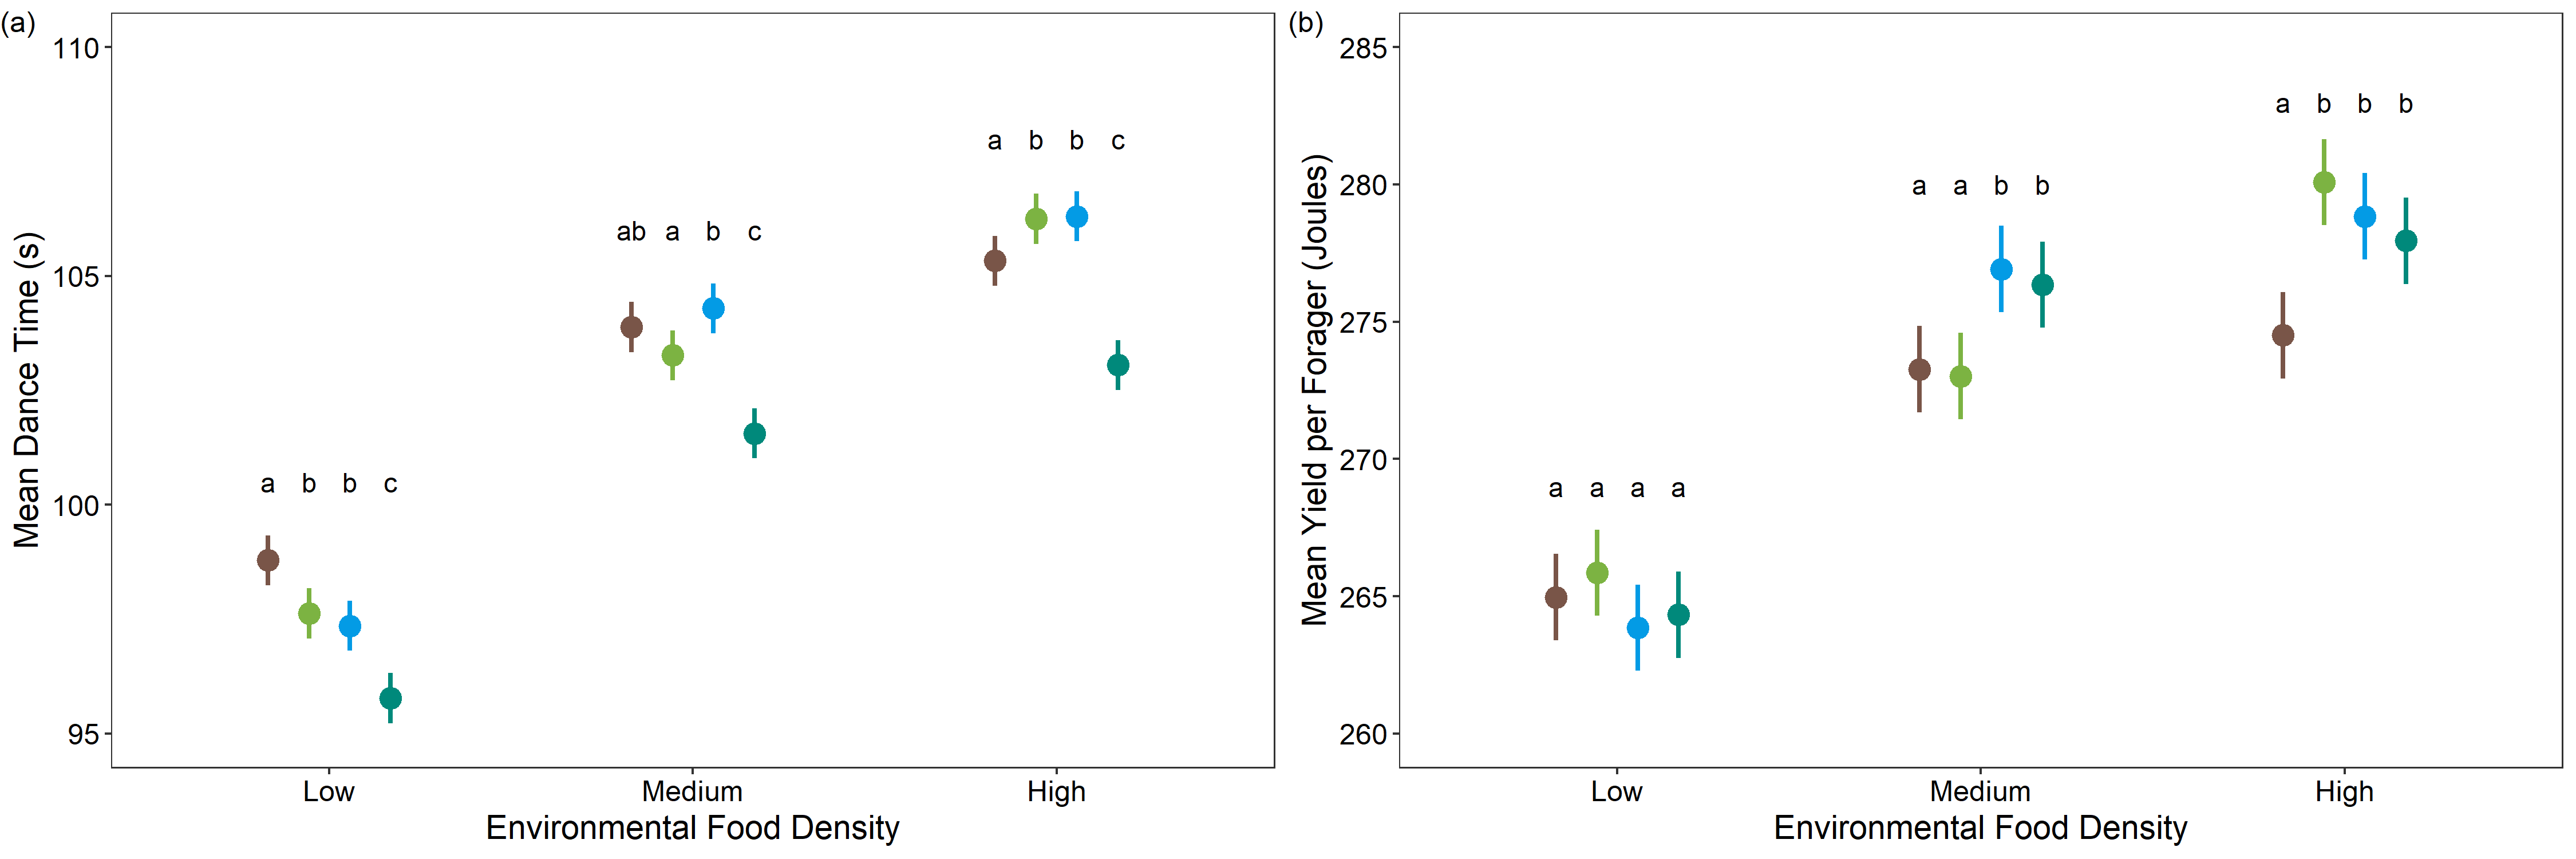 (a)
110
105
100
95
Mean Dance Time (s)
a b b c
ab a b c
a b b c
Low Medium High
Environmental Food Density
(b)
285
280
275
270
265
260
Mean Yield per Forager (Joules)
a a a a
a a b b
a b b b
Low Medium High
Environmental Food Density